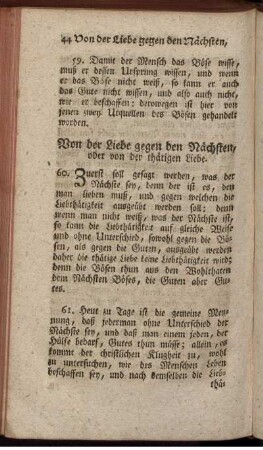 44 Von der Liebe gegen den Nächsten,
59. Damit der Mensch das Böse wisse,
muß er dessen Ursprung wissen, und wenn
er das Böse nicht weiß, so kann er auch
das Gute nicht wissen, und also auch nicht,
wie er beschaffen; derowegen ist hier von
jenen zwey Urquellen des Bösen gehandelt
worden.
Von der Liebe gegen den Nächsten,
oder von der thätigen Liebe.
60. Zuerst soll gesagt werden, was der
Nächste sey, denn der ist es, den
man lieben muß, und gegen welchen die
Liebthätigkeit ausgeübt werden soll: denn
wenn man nicht weiß, was der Nächste ist,
so kann die Liebthätigkeit auf gleiche Weise
und ohne Unterschied, sowohl gegen die Bö-
sen, als gegen die Guten, ausgeübt werden
daher die thätige Liebe keine Liebthätigkeit wird:
denn die Bösen thun aus den Wohlthaten
dem Nächsten Böses, die Guten aber Gu-
tes.
61. Heut zu Tage ist die gemeine Mey-
nung, daß jederman ohne Unterschied der
Nächste sey, und daß man einem jeden, der
Hülfe bedarf, Gutes thun müsse; allein, es
kommt der christlichen Klugheit zu, wohl
zu untersuchen, wie des Menschen Leben
beschaffen sey, und nach demselben die Lieb-
thä-